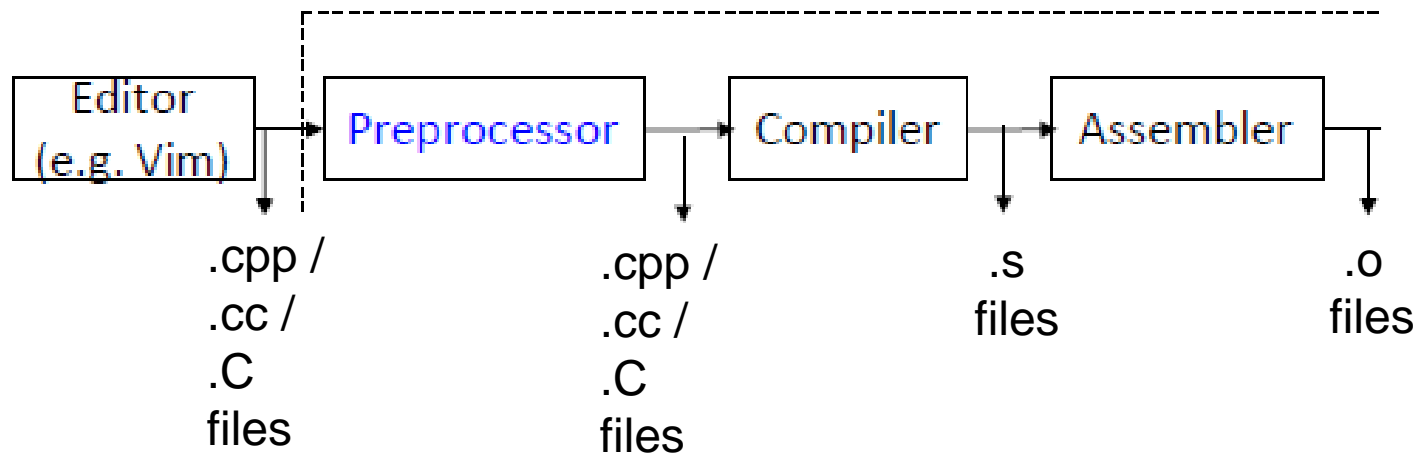 Editor
(e.g. Vim)
Preprocessor
Compiler
Assembler
.cpp /
.cc /
.C
files
.cpp /
.cc /
.C
files
.s
files
.o
files